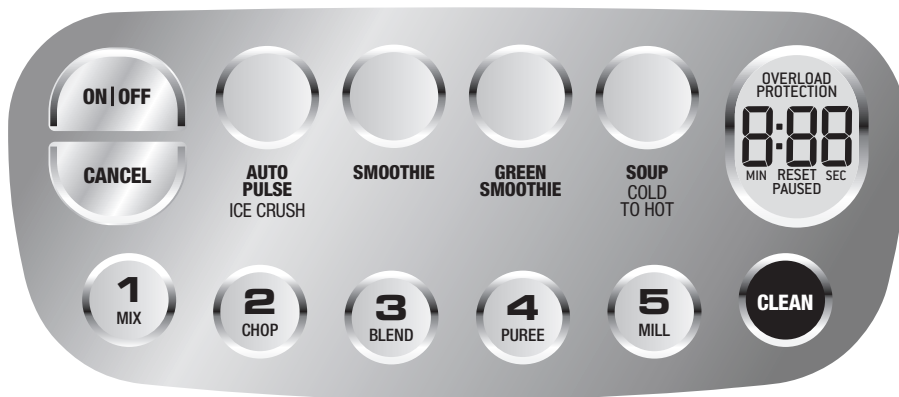 ON|OFF
CANCEL
AUTO
PULSE
ICE CRUSH
SMOOTHIE
GREEN
SMOOTHIE
SOUP
COLD
TO HOT
OVERLOAD
PROTECTION
8:88
MIN RESET SEC
PAUSED
1
MIX
2
CHOP
3
BLEND
4
PUREE
5
MILL
CLEAN